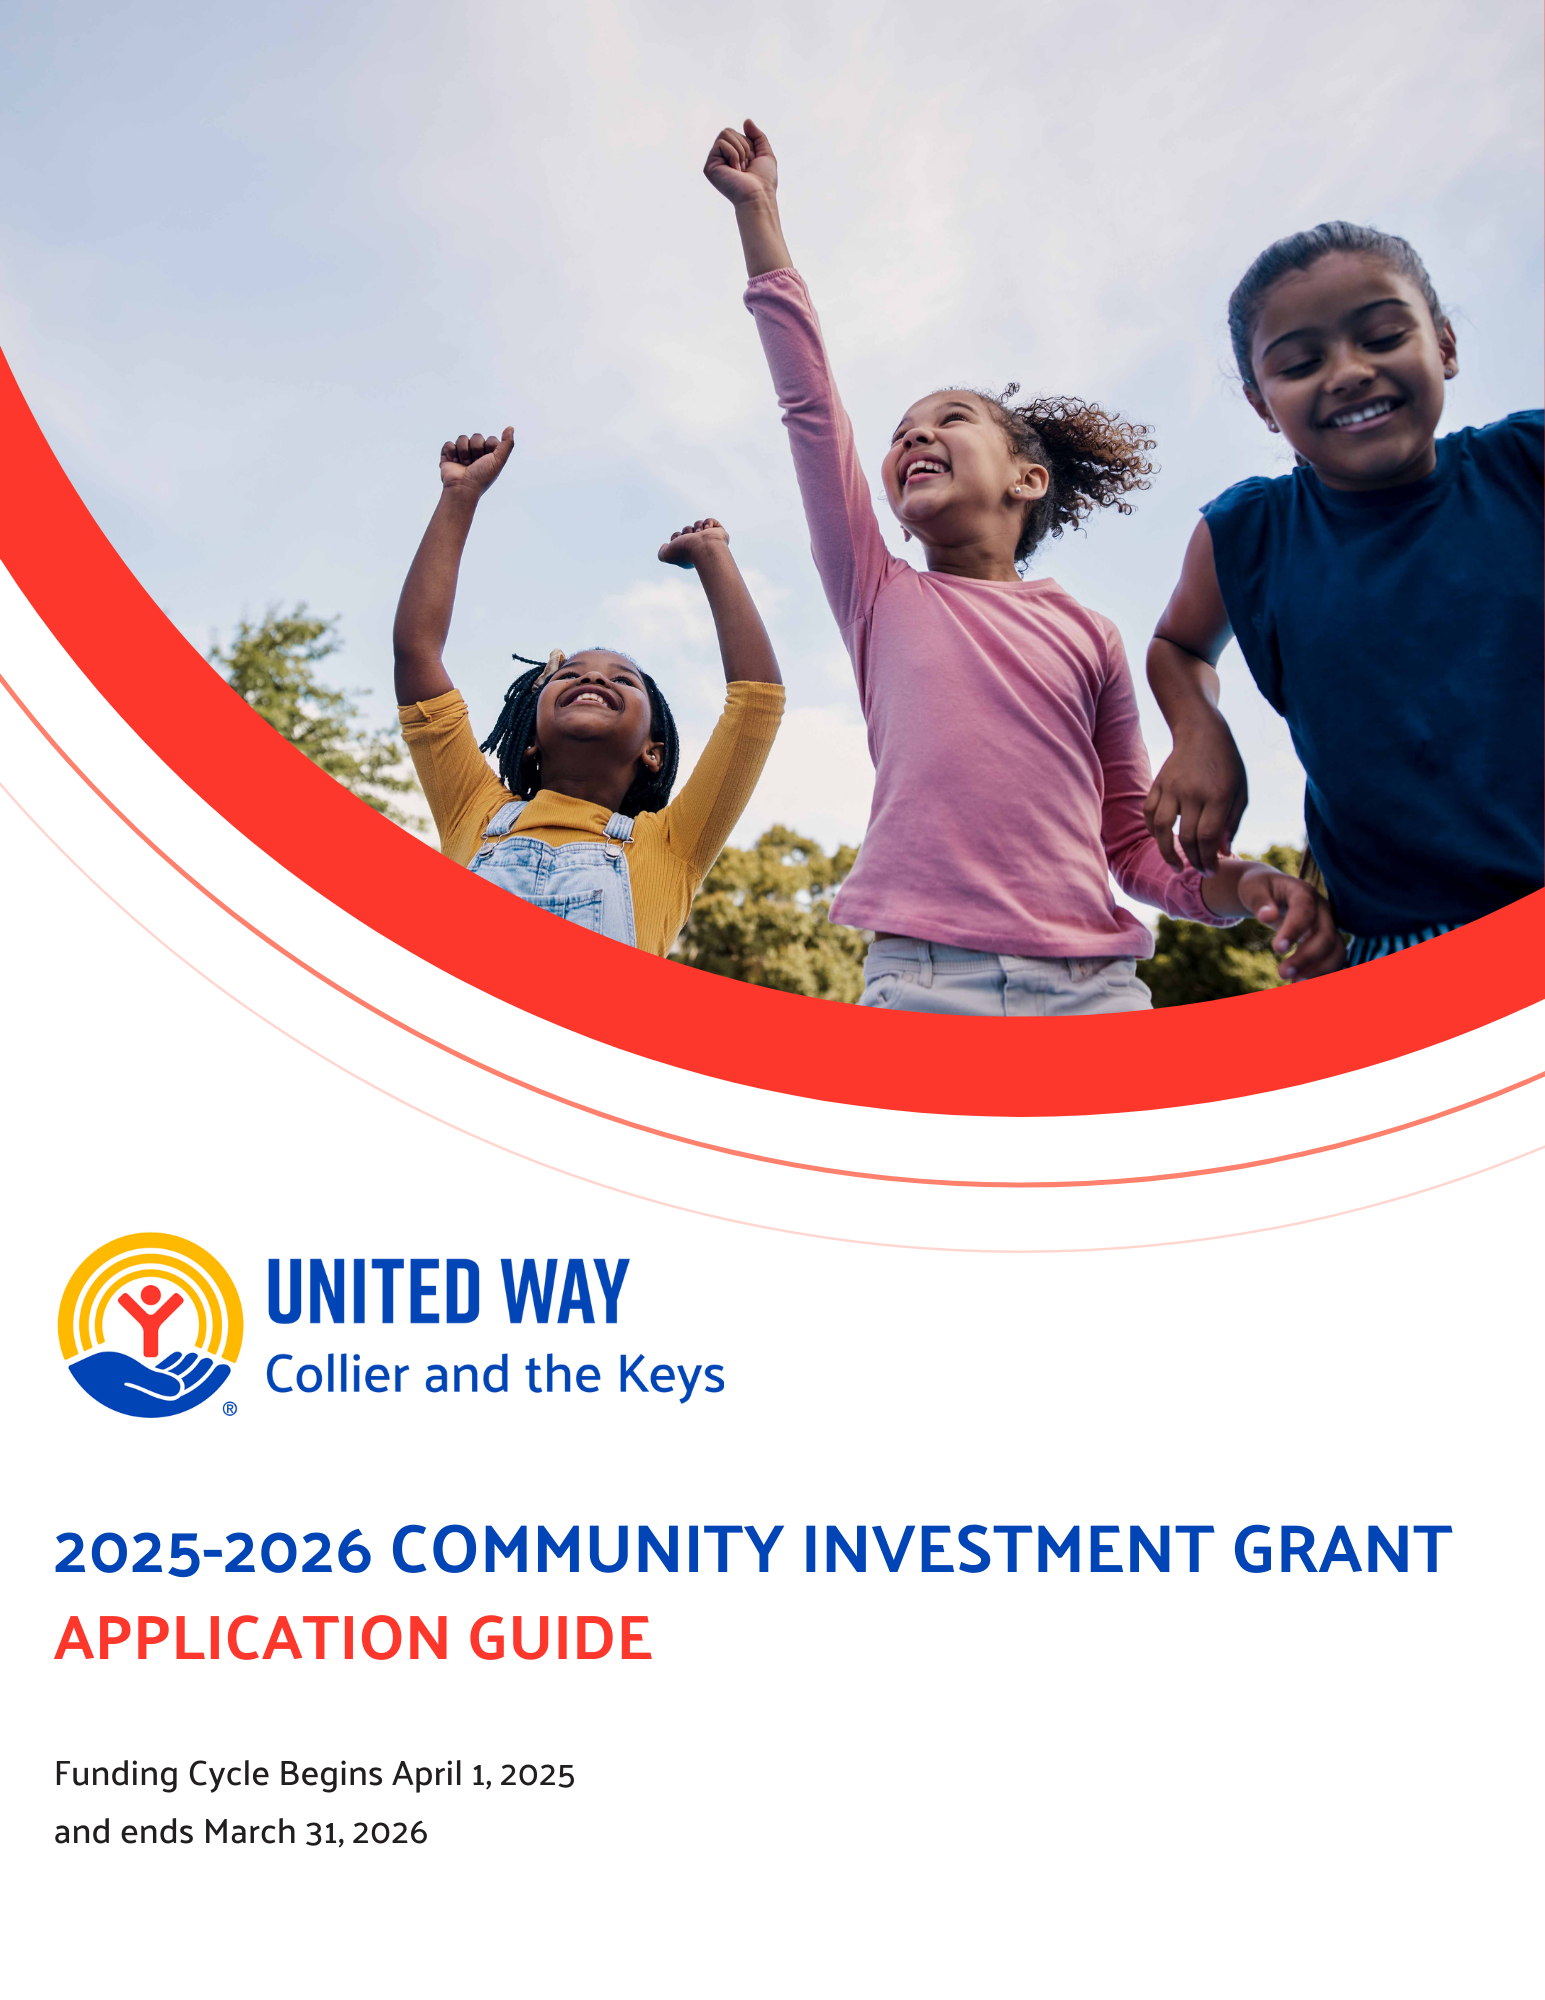 UNITED WAY
Collier and the Keys
®
2025-2026 COMMUNITY INVESTMENT GRANT
APPLICATION GUIDE
Funding Cycle Begins April 1, 2025
and ends March 31, 2026